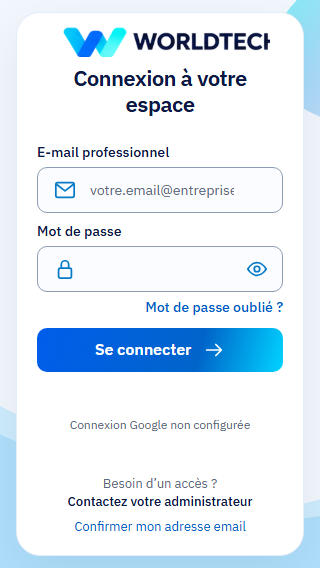 WORLDTECH
Connexion à votre
espace
E-mail professionnel
votre.email@entreprise
Mot de passe
Mot de passe oublié ?
Se connecter
Connexion Google non configurée
Besoin d’un accès ?
Contactez votre administrateur
Confirmer mon adresse email